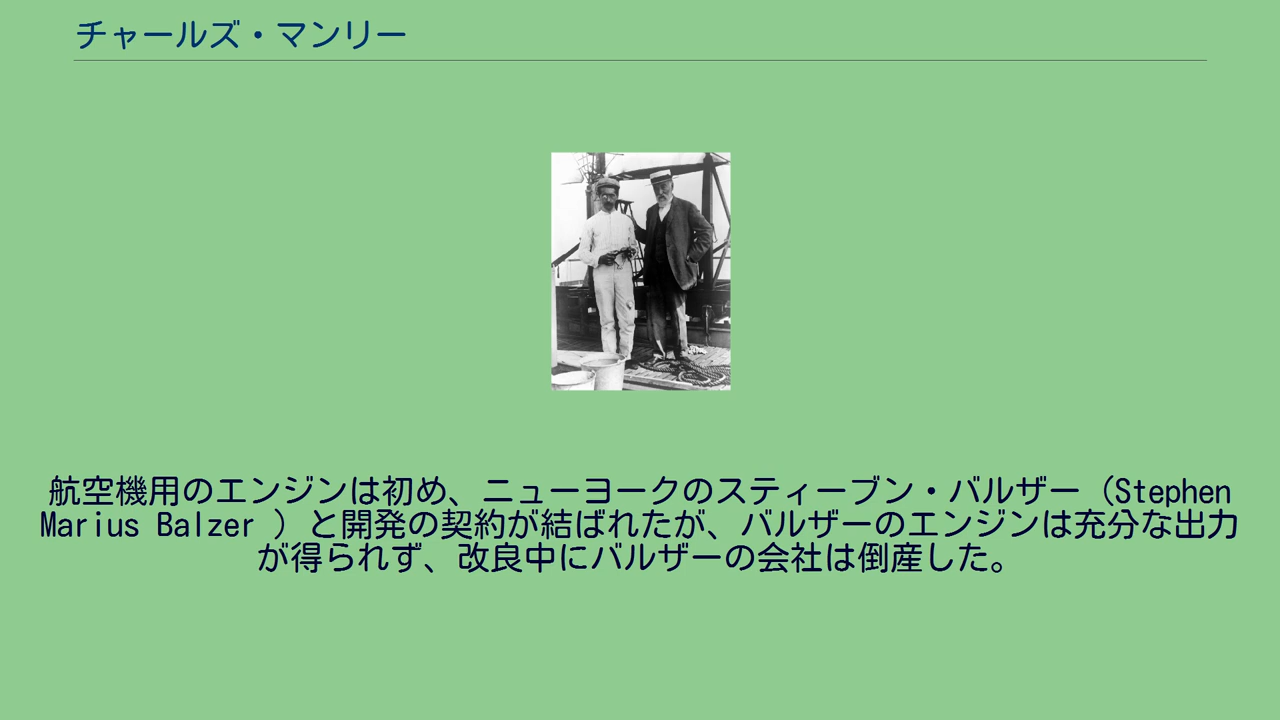 チャールズ・マンリー
航空機用のエンジンは初め、ニューヨークのスティーブン・バルザー（Stephen
Marius Balzer ）と開発の契約が結ばれたが、バルザーのエンジンは充分な出力
が得られず、改良中にバルザーの会社は倒産した。